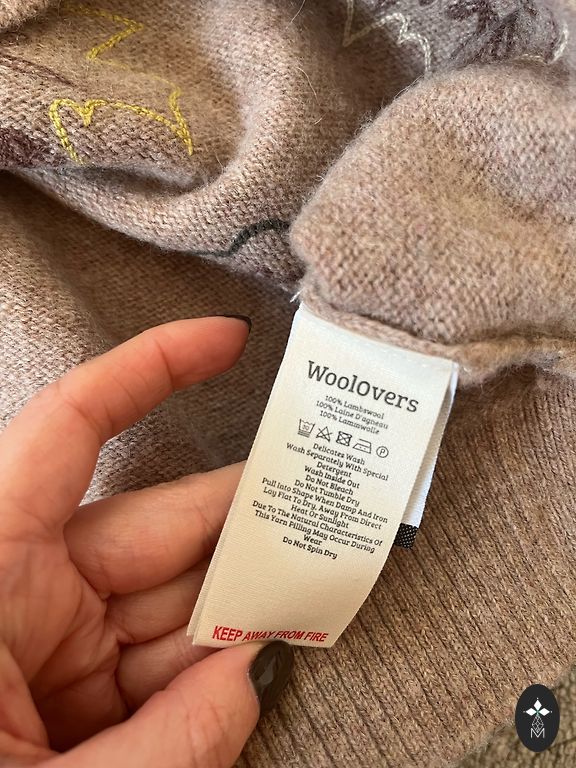 WoolOvers
100% Lambswool
100% Laine D'agneau
100% Lammwolle
30 P
Delicates Wash
Wash Separately With Special
Detergent
Wash Inside Out
Do Not Bleach
Do Not Tumble Dry
Pull Into Shape When Damp And Iron
Lay Flat To Dry, Away From Direct
Heat Or Sunlight
Due To The Natural Characteristics Of
This Yarn Pilling May Occur During
Wear
Do Not Spin Dry
KEEP AWAY FROM FIRE
M